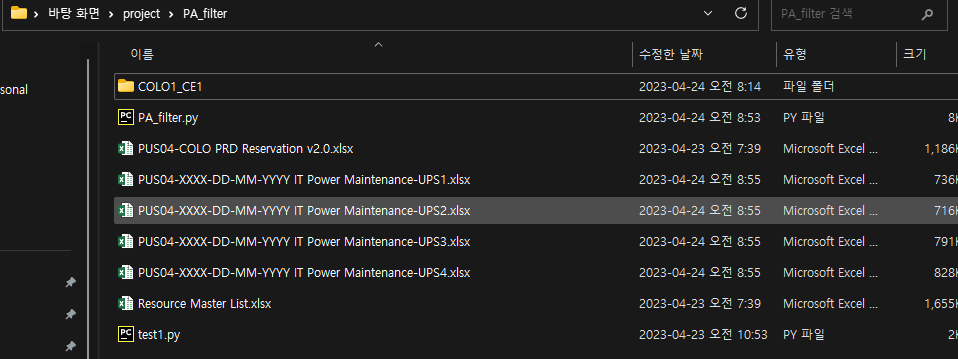 바탕 화면 > project > PA_filter
PA_filter 검색
이름 수정한 날짜 유형 크기
sonal
COLO1_CE1 2023-04-24 오전 8:14 파일 폴더
PC PA_filter.py 2023-04-24 오전 8:53 PY 파일 8K
PUS04-COLO PRD Reservation v2.0.xlsx 2023-04-23 오전 7:39 Microsoft Excel ... 1,186K
PUS04-XXXX-DD-MM-YYYY IT Power Maintenance-UPS1.xlsx 2023-04-24 오전 8:55 Microsoft Excel ... 736K
PUS04-XXXX-DD-MM-YYYY IT Power Maintenance-UPS2.xlsx 2023-04-24 오전 8:55 Microsoft Excel ... 716K
PUS04-XXXX-DD-MM-YYYY IT Power Maintenance-UPS3.xlsx 2023-04-24 오전 8:55 Microsoft Excel ... 791K
PUS04-XXXX-DD-MM-YYYY IT Power Maintenance-UPS4.xlsx 2023-04-24 오전 8:55 Microsoft Excel ... 828K
Resource Master List.xlsx 2023-04-23 오전 7:39 Microsoft Excel ... 1,655K
PC test1.py 2023-04-23 오전 10:53 PY 파일 2K